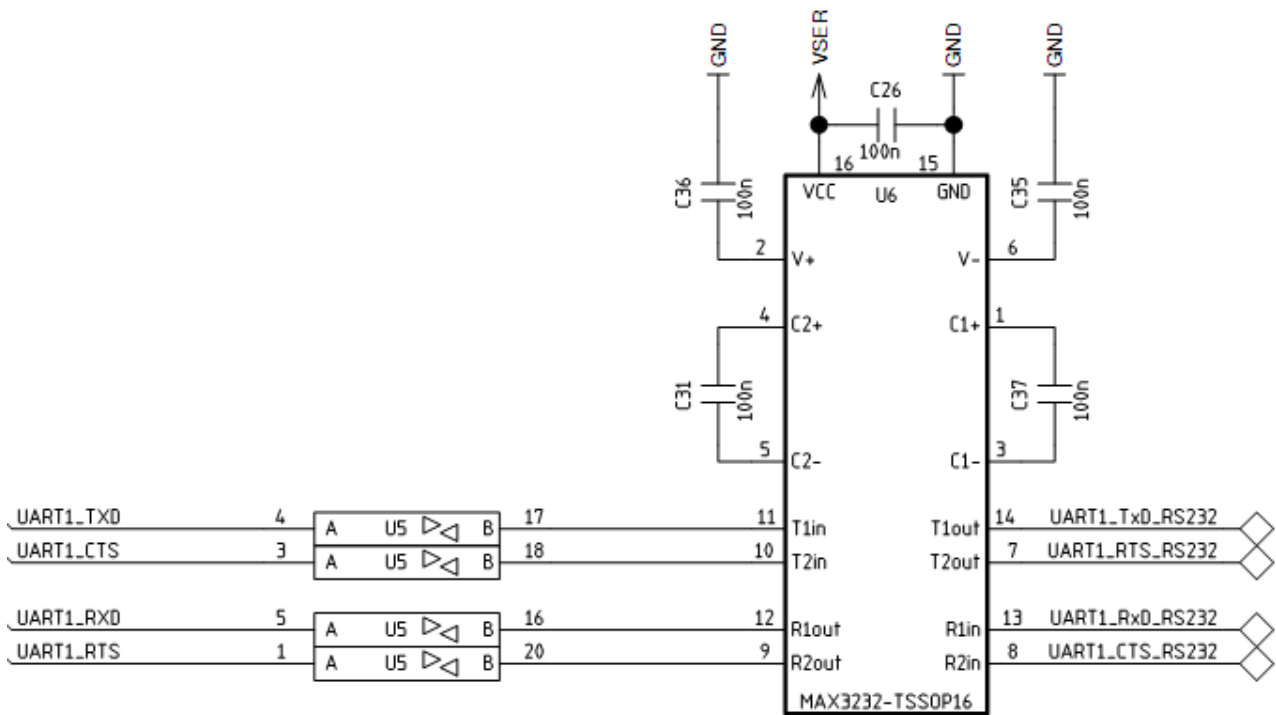 GND
VSER
GND
GND
C26
100n
16
15
VCC
U6
GND
C36
100n
C35
100n
2
V+
V-
6
4
C2+
C1+
1
C31
100n
C37
100n
5
C2-
C1-
3
UART1_TXD
4
A U5 B
17
11
T1in
T1out
14
UART1_TxD_RS232
UART1_CTS
3
A U5 B
18
10
T2in
T2out
7
UART1_RTS_RS232
UART1_RXD
5
A U5 B
16
12
R1out
R1in
13
UART1_RxD_RS232
UART1_RTS
1
A U5 B
20
9
R2out
R2in
8
UART1_CTS_RS232
MAX3232-TSSOP16